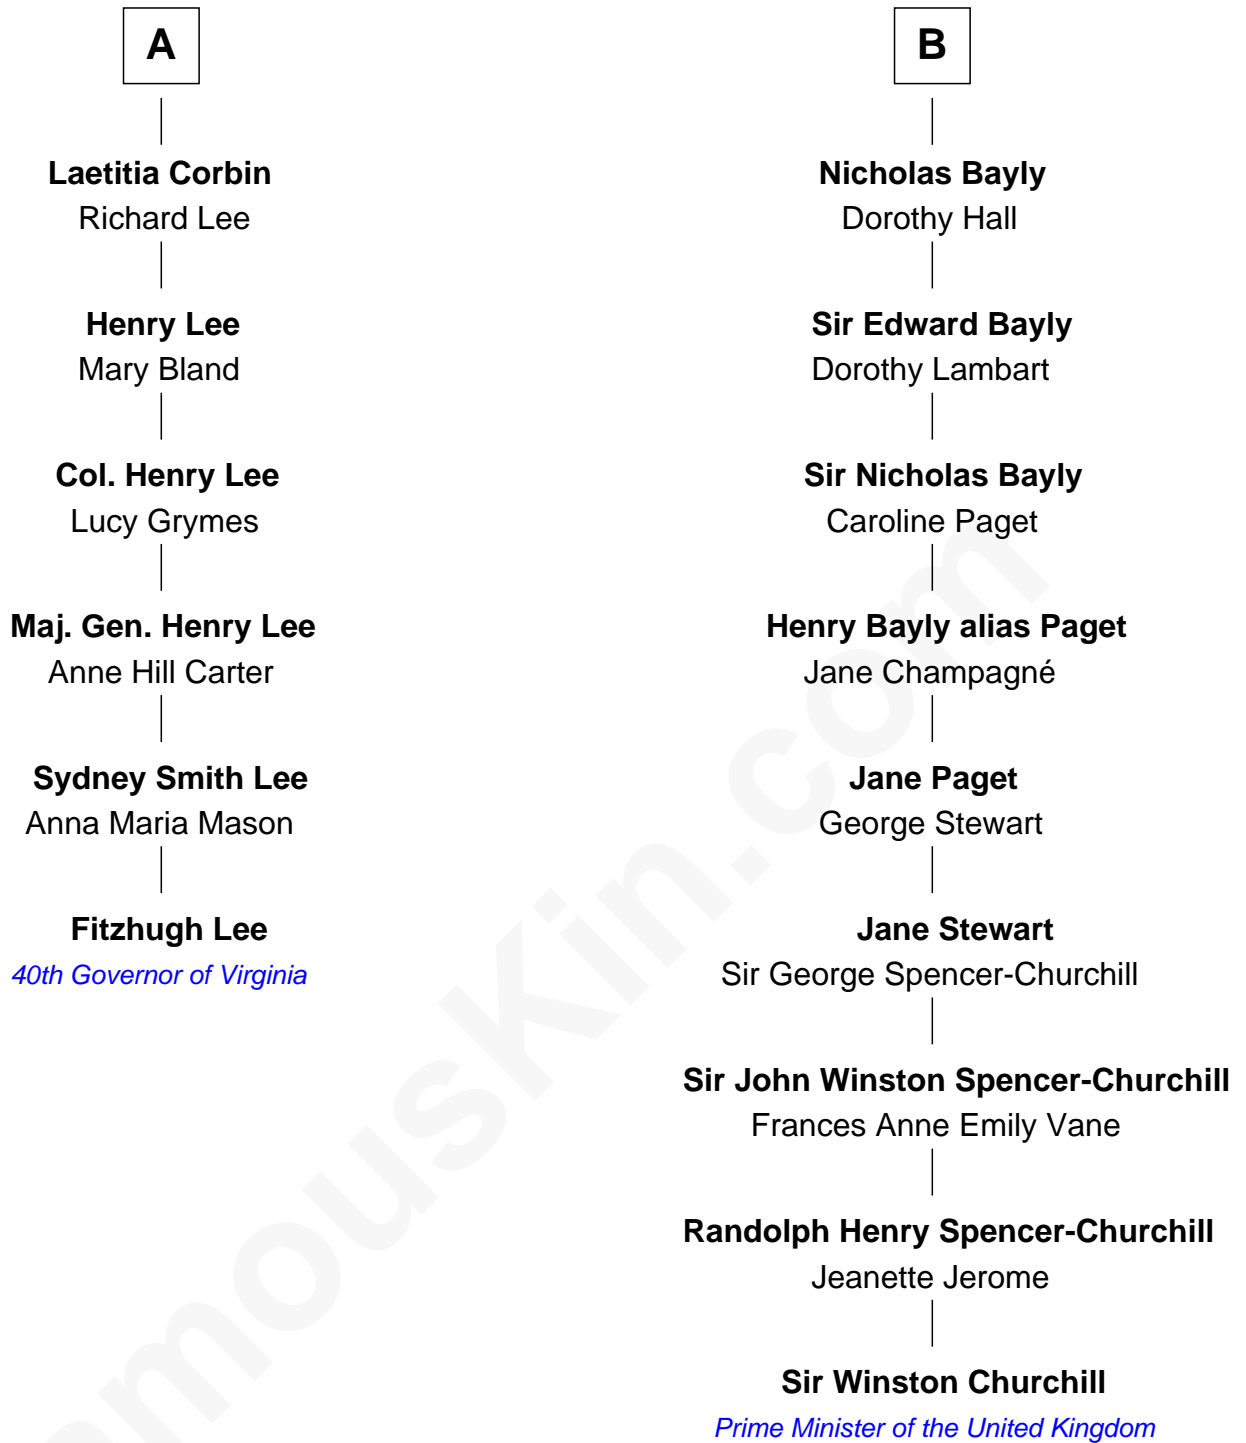 A
Laetitia Corbin
Richard Lee
Henry Lee
Mary Bland
Col. Henry Lee
Lucy Grymes
Maj. Gen. Henry Lee
Anne Hill Carter
Sydney Smith Lee
Anna Maria Mason
Fitzhugh Lee
40th Governor of Virginia
B
Nicholas Bayly
Dorothy Hall
Sir Edward Bayly
Dorothy Lambart
Sir Nicholas Bayly
Caroline Paget
Henry Bayly alias Paget
Jane Champagné
Jane Paget
George Stewart
Jane Stewart
Sir George Spencer-Churchill
Sir John Winston Spencer-Churchill
Frances Anne Emily Vane
Randolph Henry Spencer-Churchill
Jeanette Jerome
Sir Winston Churchill
Prime Minister of the United Kingdom
amousKin.com